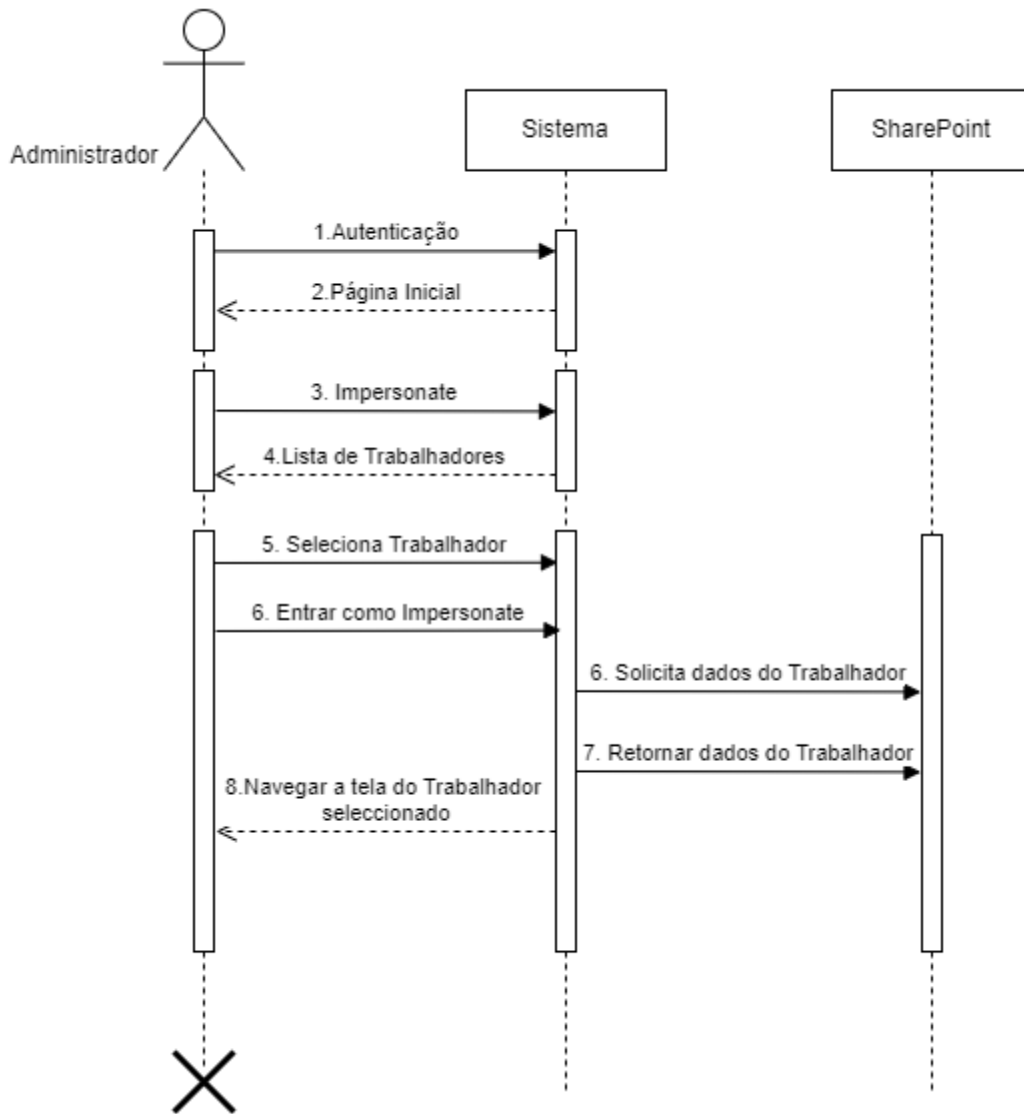 Administrador
Sistema
SharePoint
1.Autenticação
2.Página Inicial
3. Impersonate
4.Lista de Trabalhadores
5. Seleciona Trabalhador
6. Entrar como Impersonate
6. Solicita dados do Trabalhador
7. Retornar dados do Trabalhador
8.Navegar a tela do Trabalhador
seleccionado